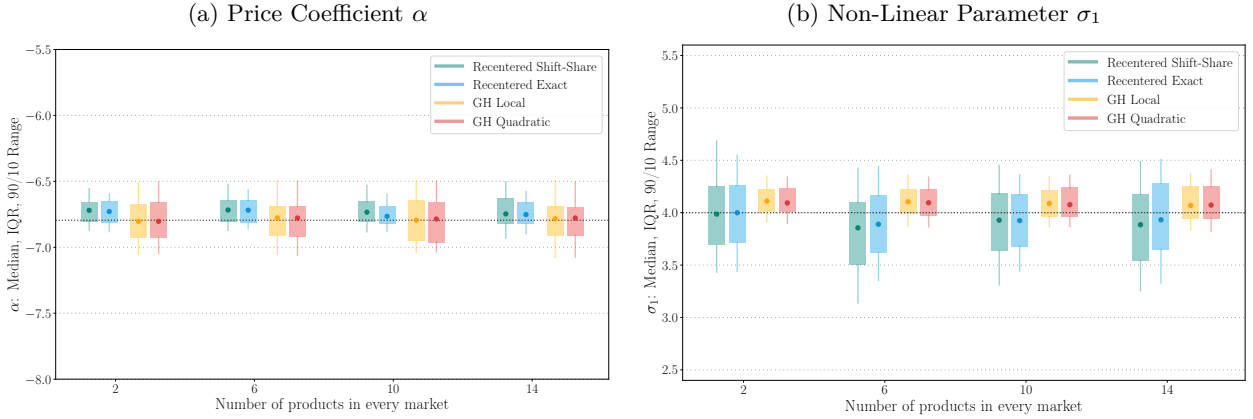 (a) Price Coefficient α
α: Median, IQR, 90/10 Range
−5.5
−6.0
−6.5
−7.0
−7.5
−8.0
Recentered Shift-Share
Recentered Exact
GH Local
GH Quadratic
2
6
10
14
Number of products in every market
(b) Non-Linear Parameter σ₁
σ₁: Median, IQR, 90/10 Range
5.5
5.0
4.5
4.0
3.5
3.0
2.5
Recentered Shift-Share
Recentered Exact
GH Local
GH Quadratic
2
6
10
14
Number of products in every market